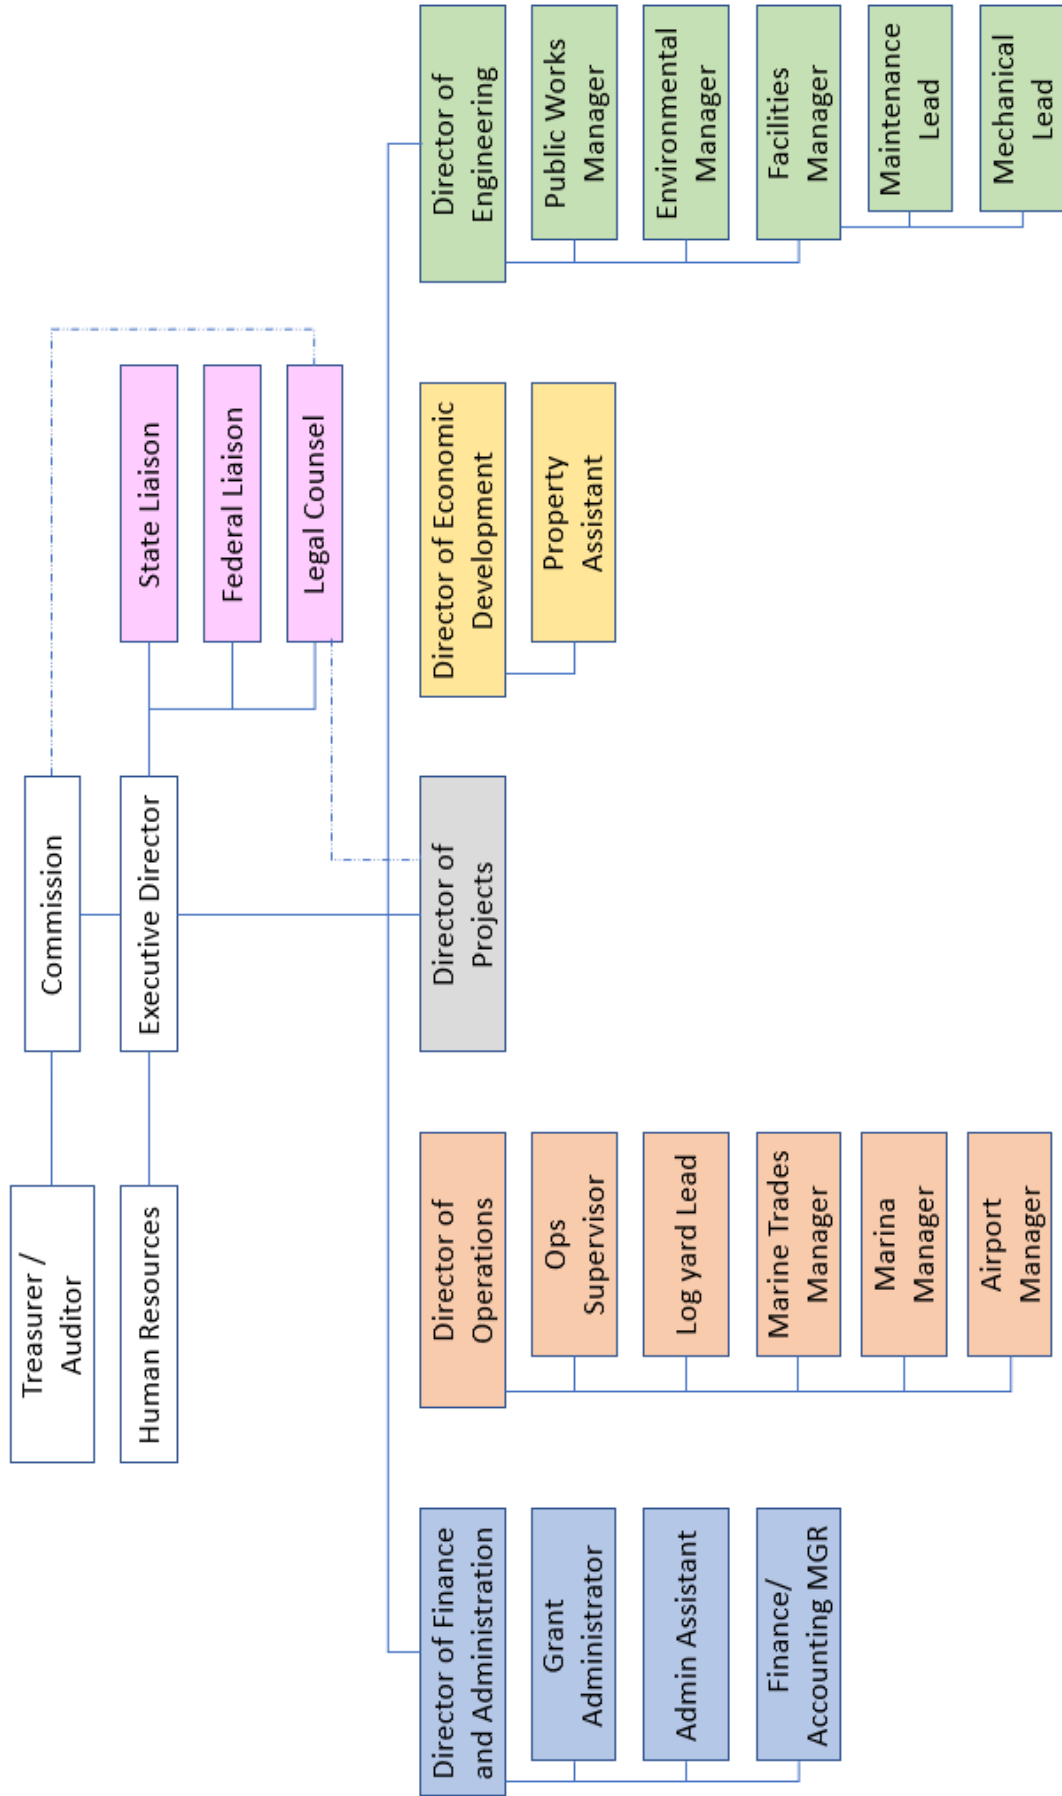 Treasurer /
Auditor
Commission
Human Resources
Executive Director
State Liaison
Federal Liaison
Legal Counsel
Director of Finance
and Administration
Grant
Administrator
Admin Assistant
Finance/
Accounting MGR
Director of
Operations
Ops
Supervisor
Log yard Lead
Marine Trades
Manager
Marina
Manager
Airport
Manager
Director of
Projects
Director of Economic
Development
Property
Assistant
Director of
Engineering
Public Works
Manager
Environmental
Manager
Facilities
Manager
Maintenance
Lead
Mechanical
Lead